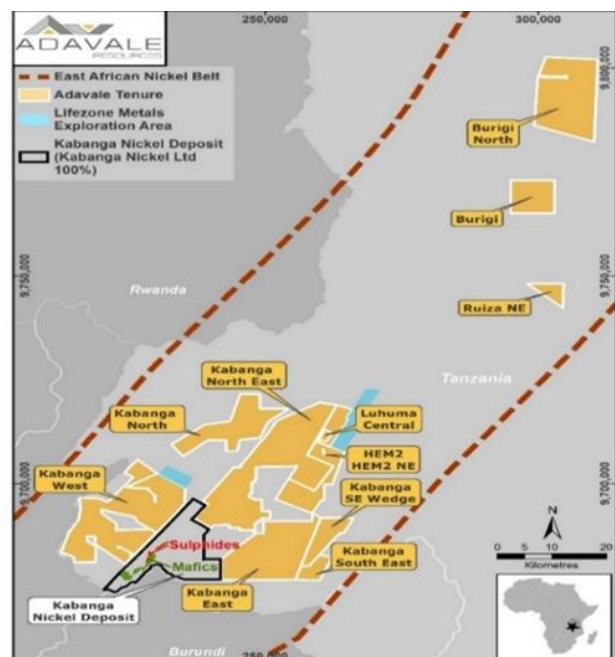 ADAVALE
RESOURCES
East African Nickel Belt
Adavale Tenure
Lifezone Metals
Exploration Area
Kabanga Nickel Deposit
(Kabanga Nickel Ltd
100%)
250,000
300,000
9,800,000
Burigi
North
Burigi
9,750,000
9,750,000
Rwanda
Ruiza NE
Tanzania
Kabanga
North East
Kabanga
North
Luhuma
Central
HEM2
HEM2 NE
Kabanga
West
Kabanga
SE Wedge
9,700,000
9,700,000
Sulphides
Mafics
Kabanga
South East
Kabanga
Nickel Deposit
Kabanga
East
N
0
10
20
Kilometres
Burundi
250,000